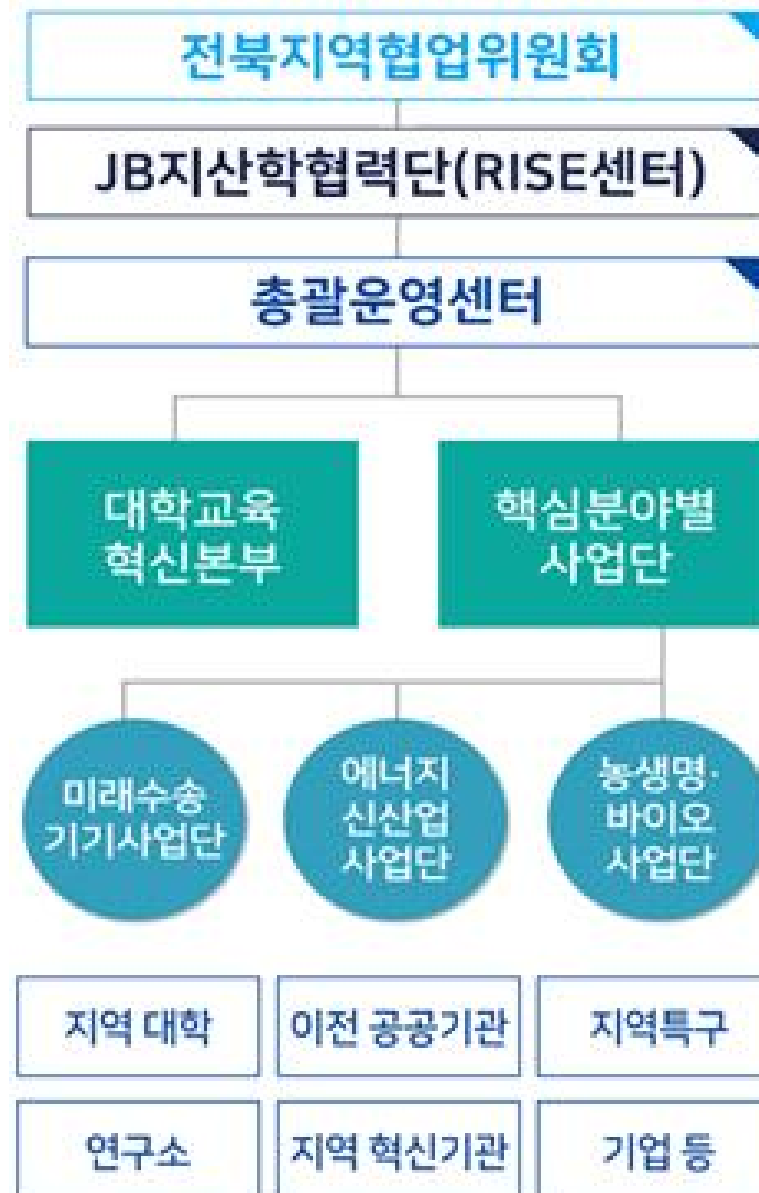 전북지역협업위원회
JB지산학협력단(RISE센터)
총괄운영센터
대학교육
혁신본부
핵심분야별
사업단
미래수송
기기사업단
에너지
신산업
사업단
농생명·
바이오
사업단
지역 대학
이전 공공기관
지역특구
연구소
지역 혁신기관
기업 등